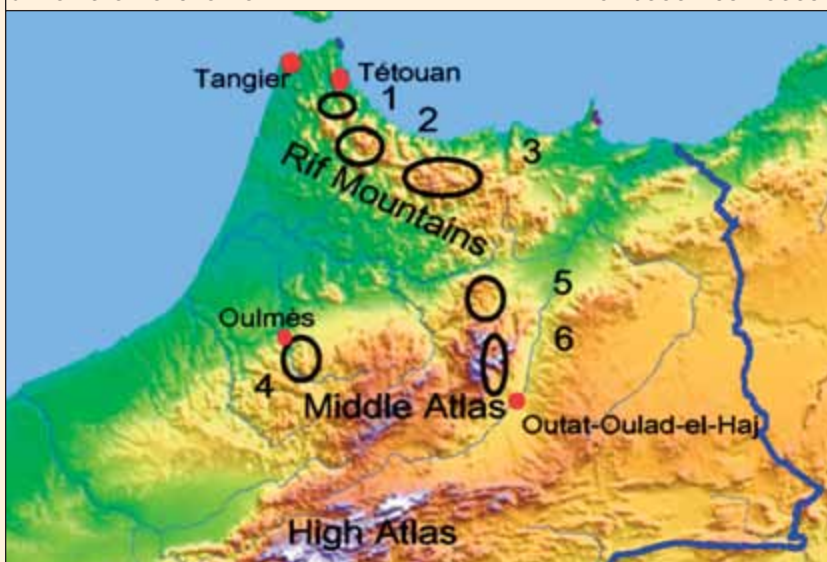 Tangier
Tétouan
1
2
3
Rif Mountains
5
Oulmès
6
4
Middle Atlas
Outat-Oulad-el-Haj
High Atlas